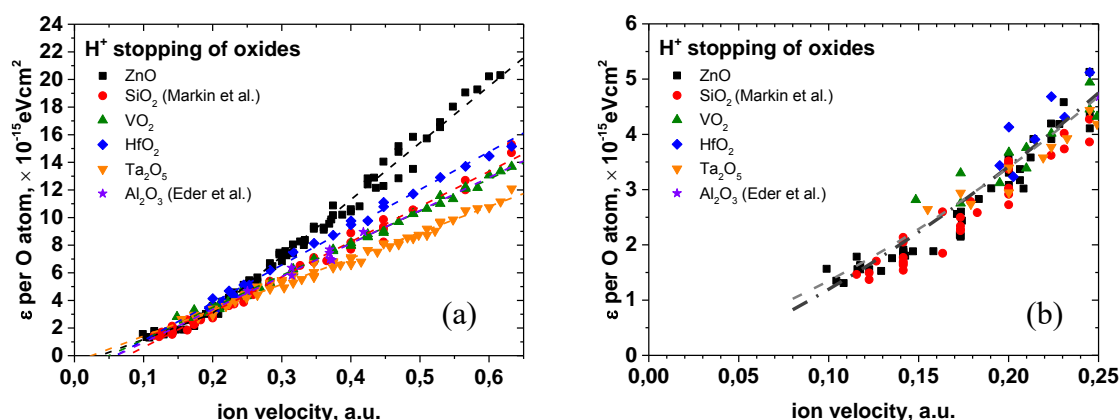 H⁺ stopping of oxides
ZnO
SiO₂ (Markin et al.)
VO₂
HfO₂
Ta₂O₅
Al₂O₃ (Eder et al.)
ε per O atom, × 10⁻¹⁵eVcm²
24
22
20
18
16
14
12
10
8
6
4
2
0
0,0 0,1 0,2 0,3 0,4 0,5 0,6
ion velocity, a.u.
(a)
H⁺ stopping of oxides
ZnO
SiO₂ (Markin et al.)
VO₂
HfO₂
Ta₂O₅
Al₂O₃ (Eder et al.)
ε per O atom, × 10⁻¹⁵eVcm²
6
5
4
3
2
1
0
0,00 0,05 0,10 0,15 0,20 0,25
ion velocity, a.u.
(b)